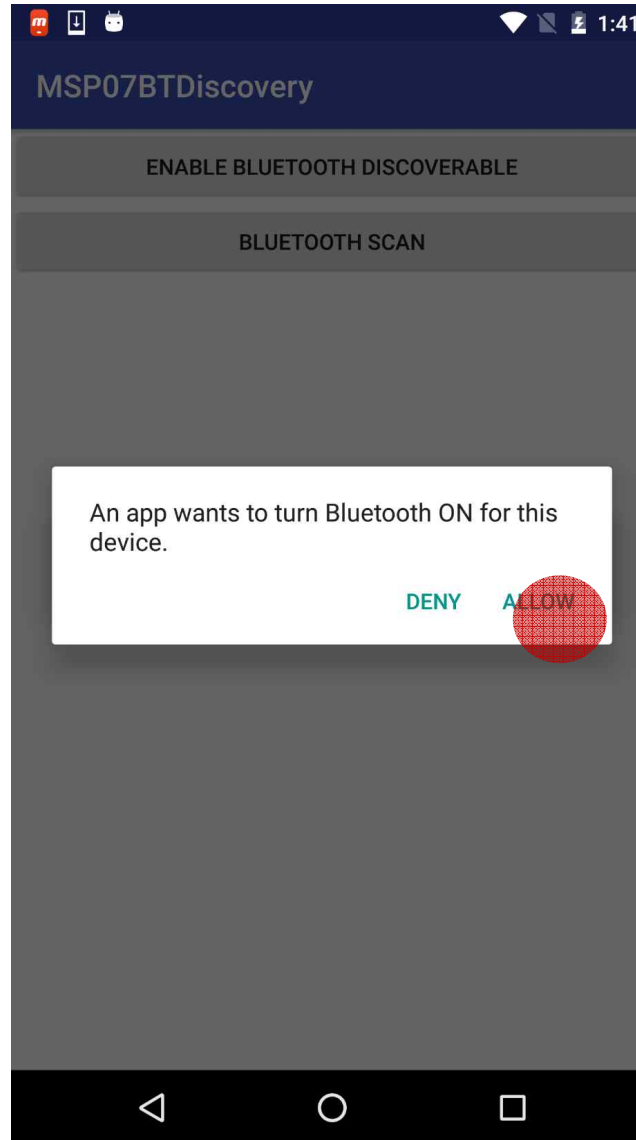 m
1:41
MSP07BTDiscovery
ENABLE BLUETOOTH DISCOVERABLE
BLUETOOTH SCAN
An app wants to turn Bluetooth ON for this
device.
DENY ALLOW